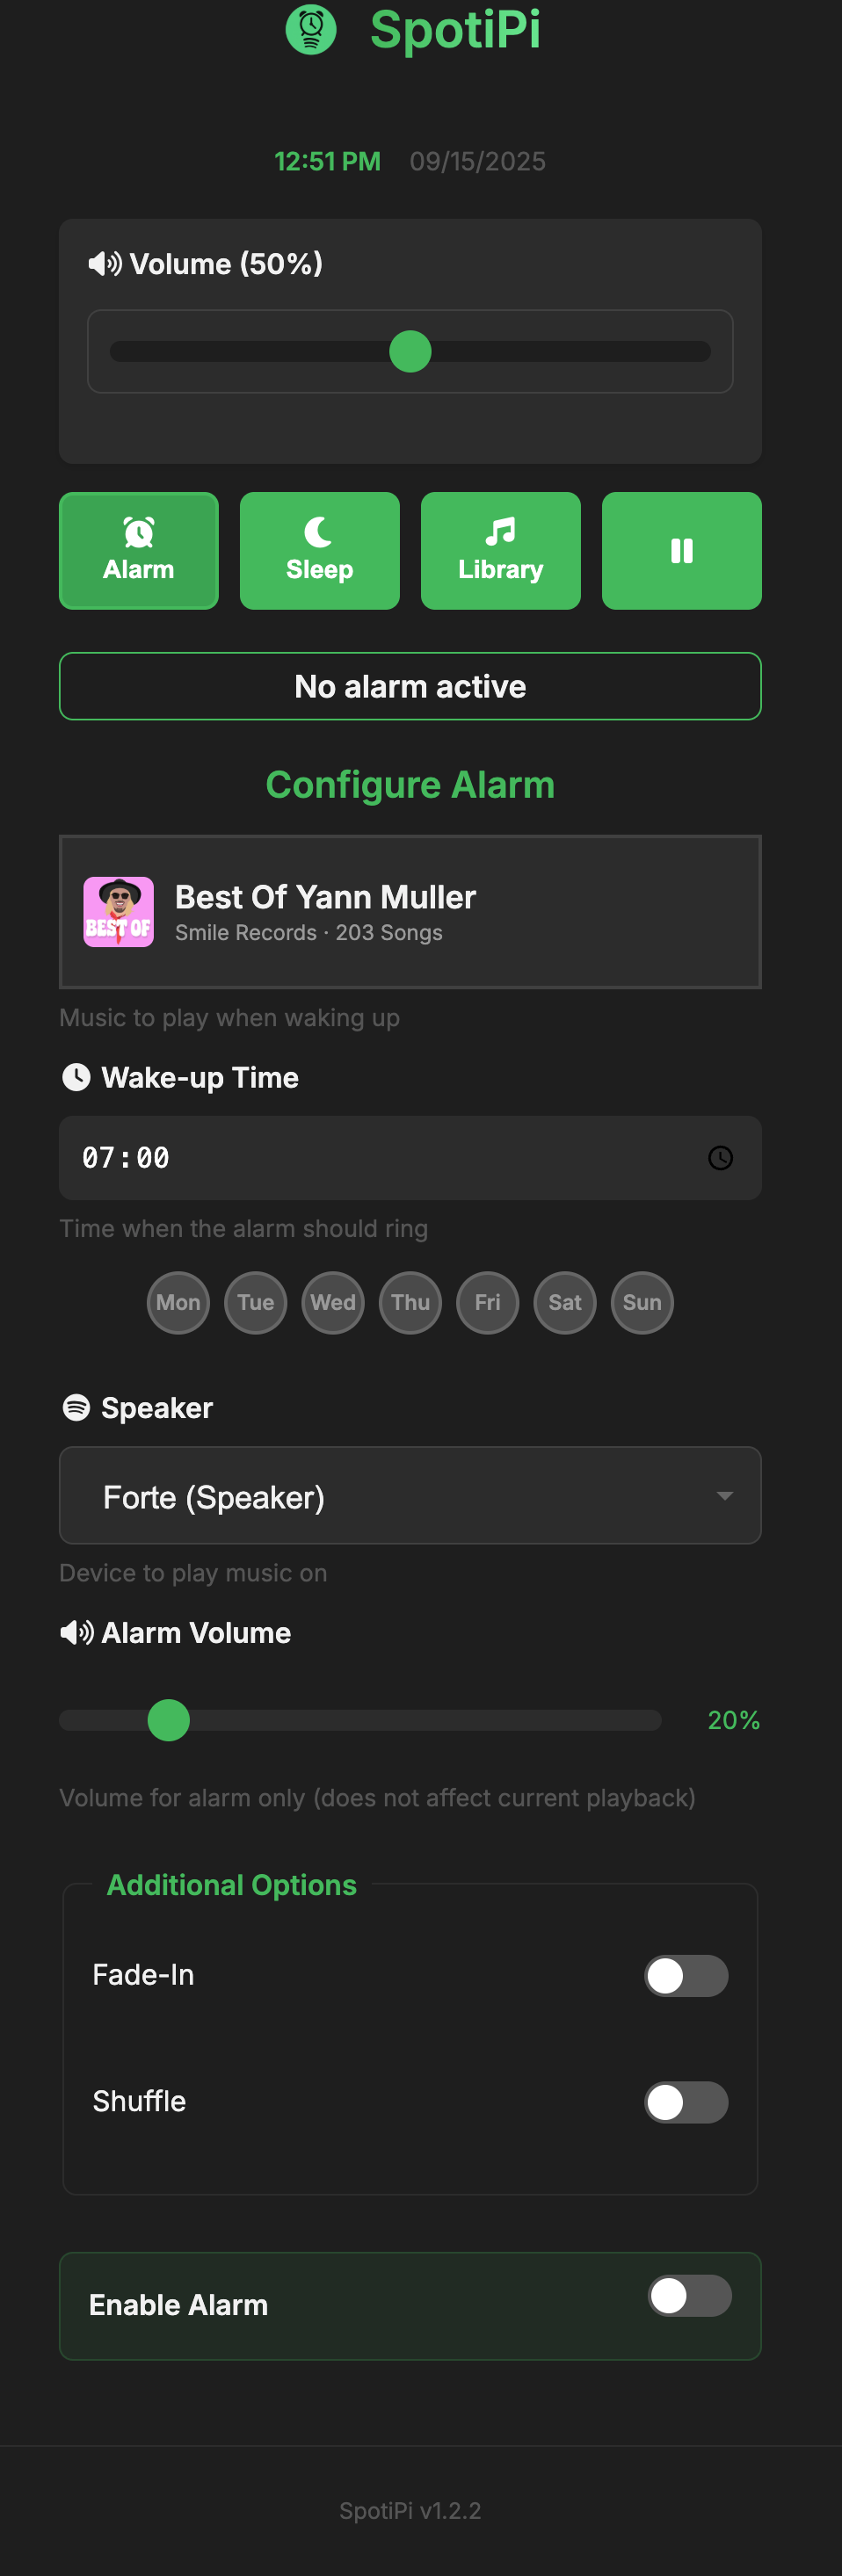 SpotiPi
12:51 PM 09/15/2025
Volume (50%)
Alarm Sleep Library
No alarm active
Configure Alarm
BEST OF
Best Of Yann Muller
Smile Records · 203 Songs
Music to play when waking up
Wake-up Time
07:00
Time when the alarm should ring
Mon Tue Wed Thu Fri Sat Sun
Speaker
Forte (Speaker)
Device to play music on
Alarm Volume
20%
Volume for alarm only (does not affect current playback)
Additional Options
Fade-In
Shuffle
Enable Alarm
SpotiPi v1.2.2